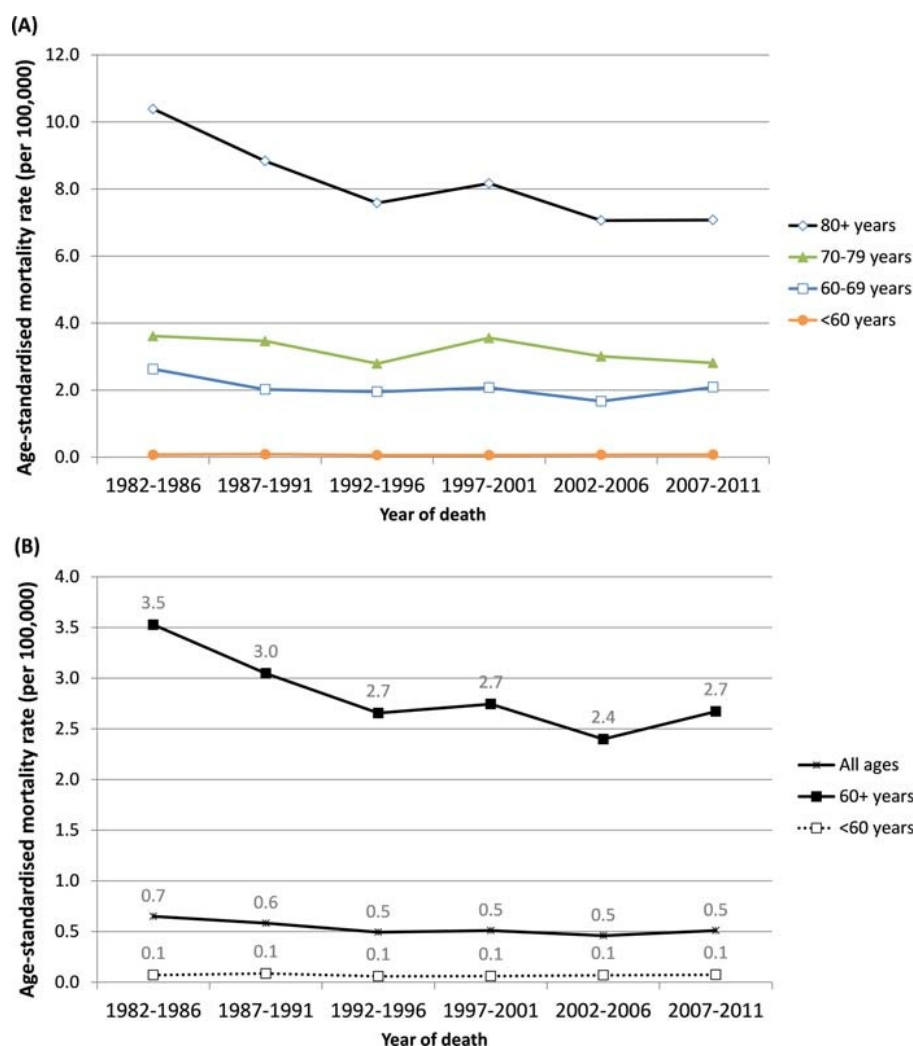 (A)
Age-standardised mortality rate (per 100,000)
12.0
10.0
8.0
6.0
4.0
2.0
0.0
1982-1986 1987-1991 1992-1996 1997-2001 2002-2006 2007-2011
Year of death
80+ years
70-79 years
60-69 years
<60 years
(B)
Age-standardised mortality rate (per 100,000)
4.0
3.5
3.0
2.5
2.0
1.5
1.0
0.5
0.0
3.5 3.0 2.7 2.7 2.4 2.7
0.7 0.6 0.5 0.5 0.5 0.5
0.1 0.1 0.1 0.1 0.1 0.1
1982-1986 1987-1991 1992-1996 1997-2001 2002-2006 2007-2011
Year of death
All ages
60+ years
<60 years